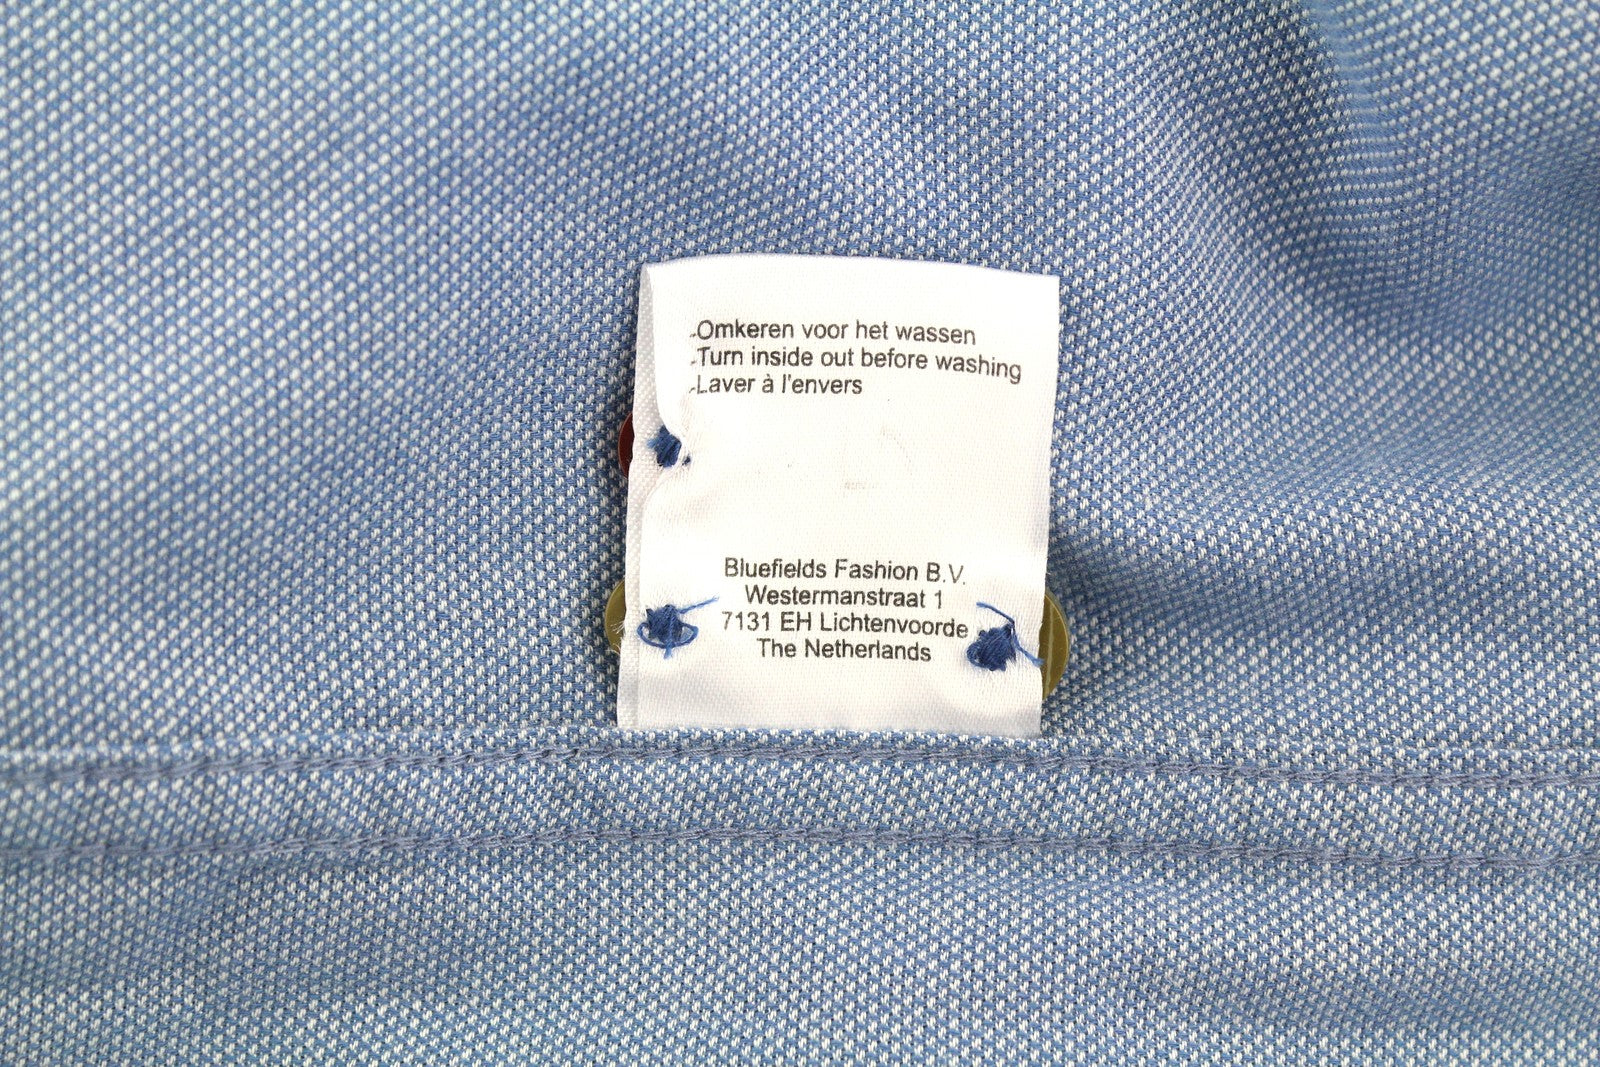 -Omkeren voor het wassen
-Turn inside out before washing
-Laver à l'envers
Bluefields Fashion B.V.
Westermanstraat 1
7131 EH Lichtenvoorde
The Netherlands